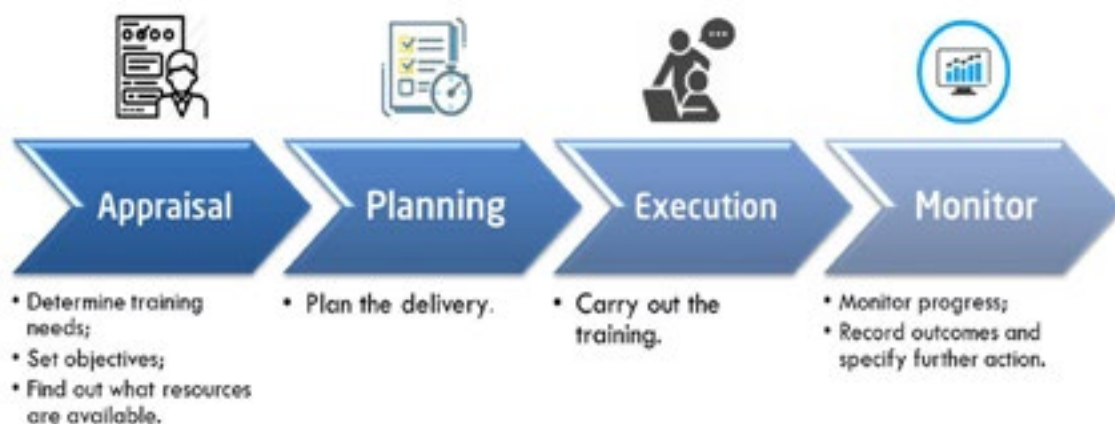 Appraisal
• Determine training
needs;
• Set objectives;
• Find out what resources
are available.
Planning
• Plan the delivery.
Execution
• Carry out the
training.
Monitor
• Monitor progress;
• Record outcomes and
specify further action.